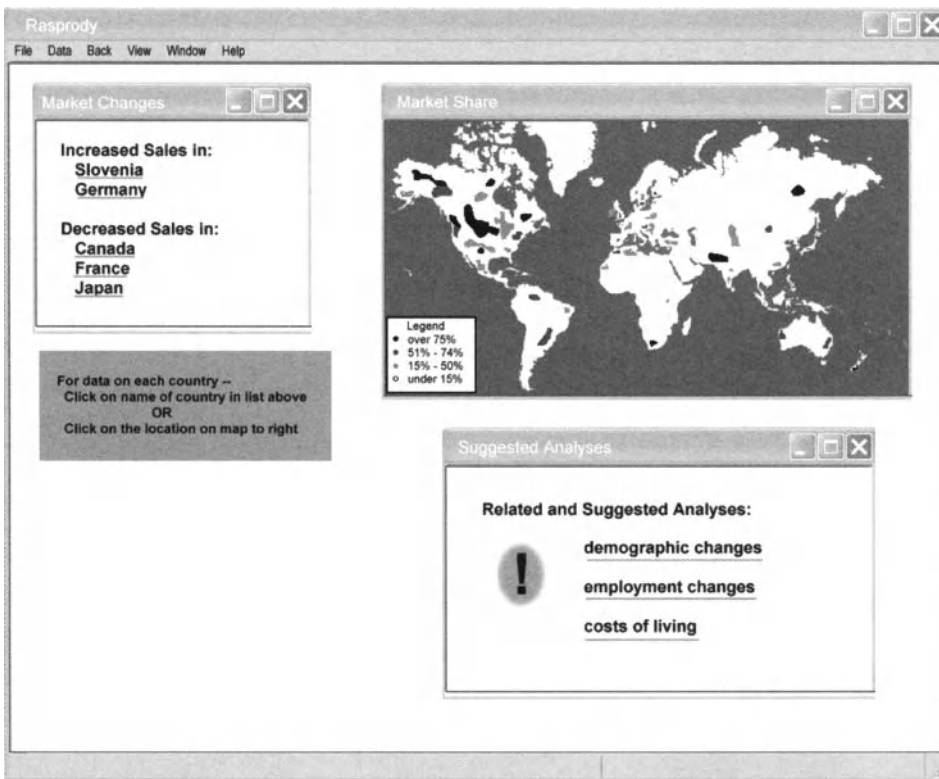 Rasprody
File Data Back View Window Help
Market Changes
Increased Sales in:
Slovenia
Germany
Decreased Sales in:
Canada
France
Japan
For data on each country --
Click on name of country in list above
OR
Click on the location on map to right
Market Share
Legend
over 75%
51% - 74%
15% - 50%
under 15%
Suggested Analyses
Related and Suggested Analyses:
!
demographic changes
employment changes
costs of living